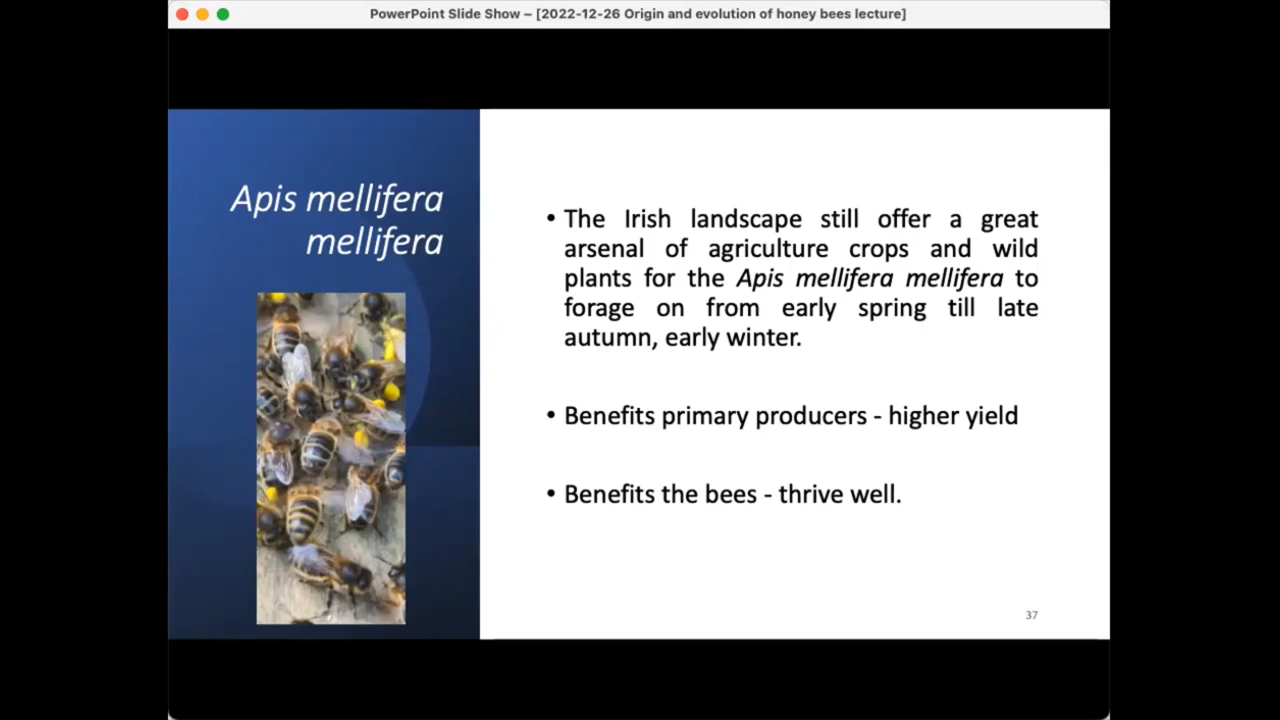 PowerPoint Slide Show – [2022-12-26 Origin and evolution of honey bees lecture]
Apis mellifera
mellifera
• The Irish landscape still offer a great
arsenal of agriculture crops and wild
plants for the Apis mellifera mellifera to
forage on from early spring till late
autumn, early winter.
• Benefits primary producers - higher yield
• Benefits the bees - thrive well.
37